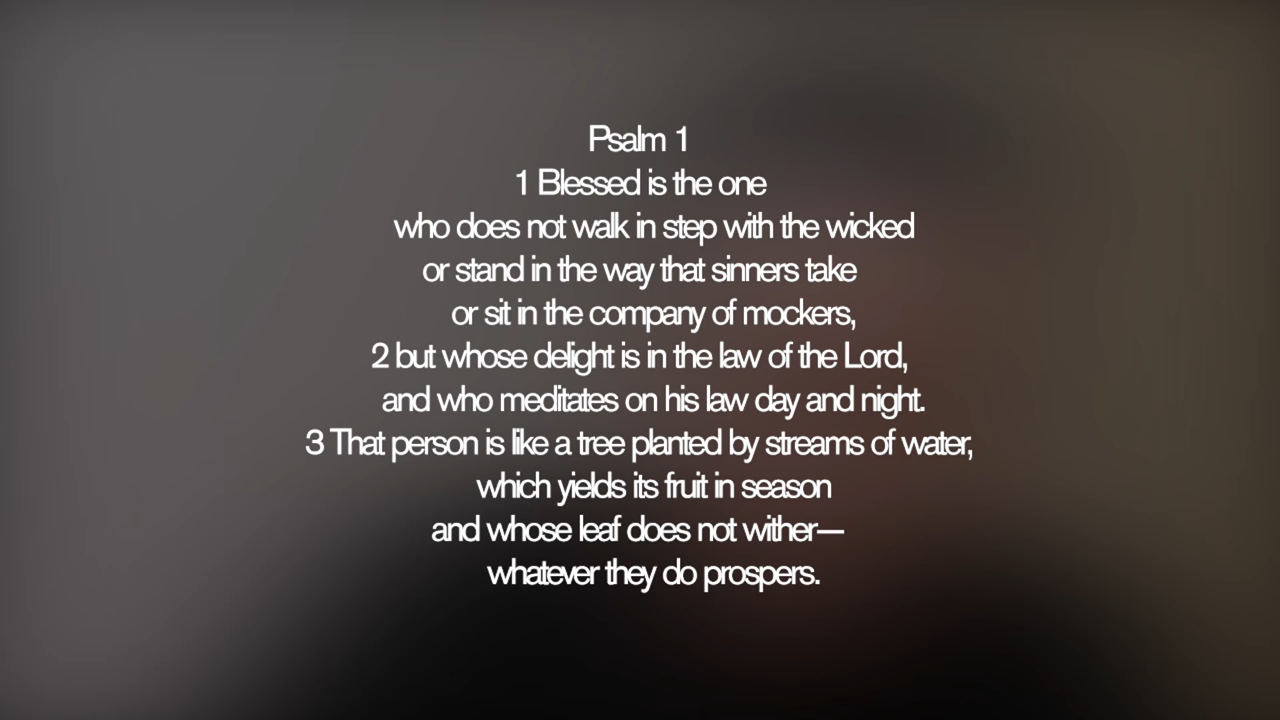 Psalm 1
1 Blessed is the one
who does not walk in step with the wicked
or stand in the way that sinners take
or sit in the company of mockers,
2 but whose delight is in the law of the Lord,
and who meditates on his law day and night.
3 That person is like a tree planted by streams of water,
which yields its fruit in season
and whose leaf does not wither—
whatever they do prospers.